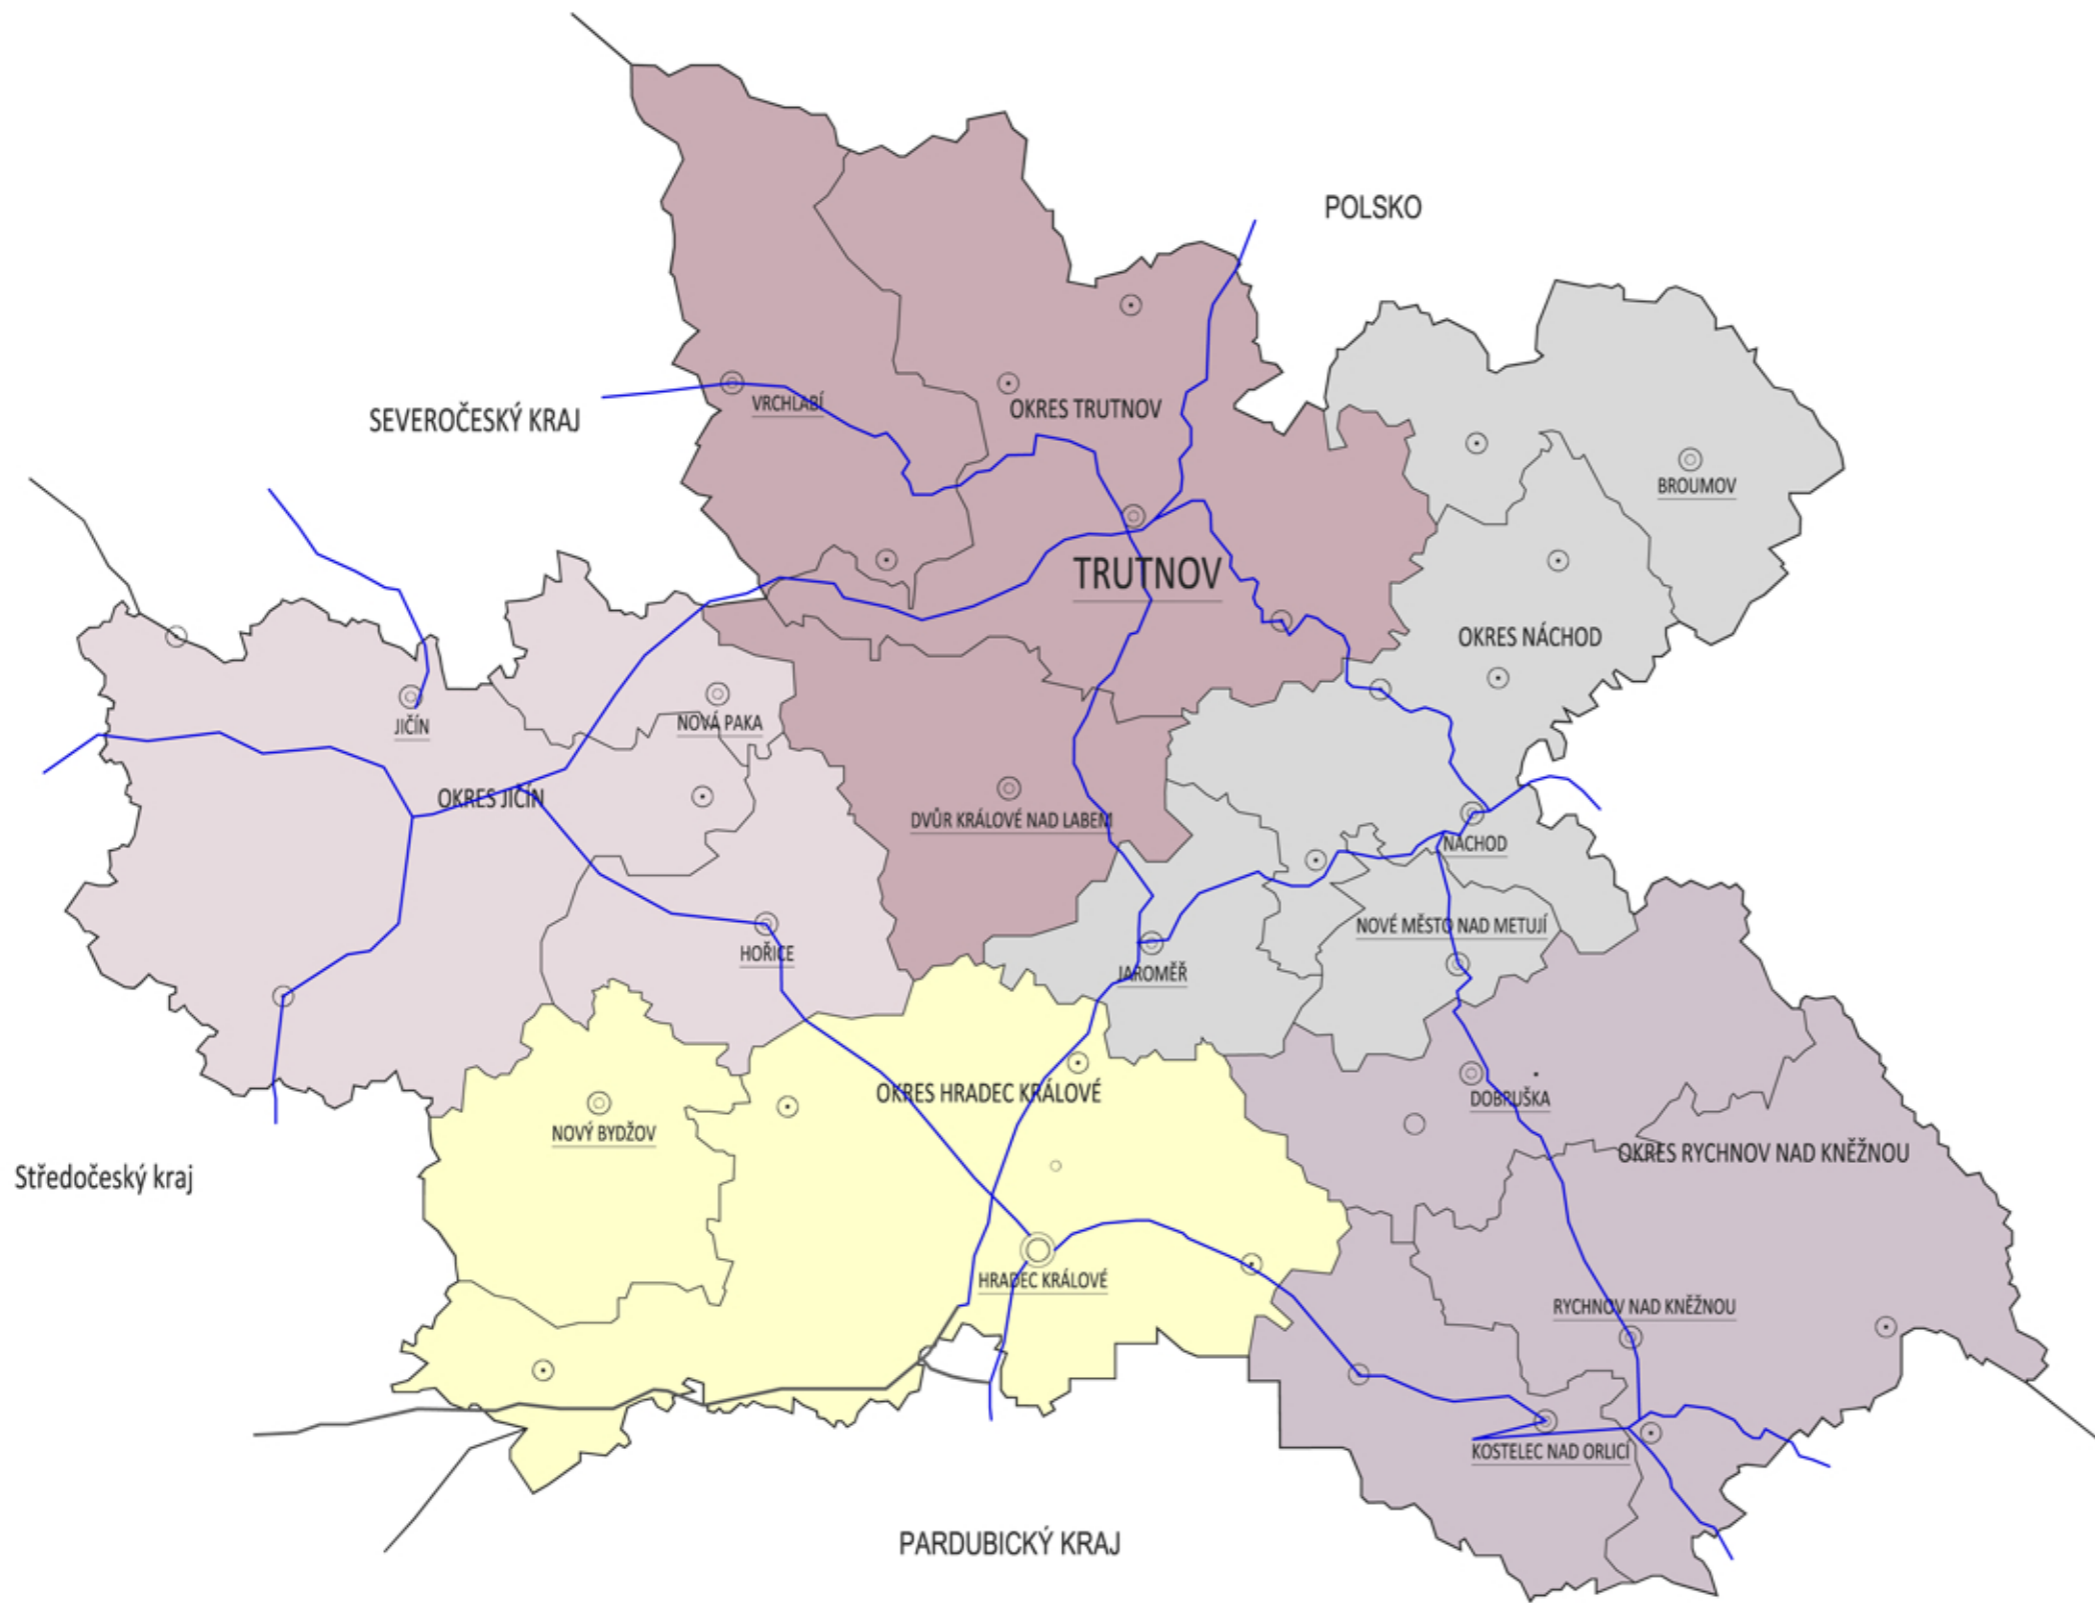 POLSKO
VRCHLABÍ
OKRES TRUTNOV
SEVEROČESKÝ KRAJ
BROUMOV
TRUTNOV
OKRES NÁCHOD
JIČÍN
NOVÁ PAKA
OKRES JIČÍN
DVŮR KRÁLOVÉ NAD LABEM
NÁCHOD
NOVÉ MĚSTO NAD METUJÍ
HOŘICE
JAROMĚŘ
OKRES HRADEC KRÁLOVÉ
DOBRUŠKA
NOVÝ BYDŽOV
OKRES RYCHNOV NAD KNĚŽNOU
Středočeský kraj
HRADEC KRÁLOVÉ
RYCHNOV NAD KNĚŽNOU
KOSTELEC NAD ORLICÍ
PARDUBICKÝ KRAJ